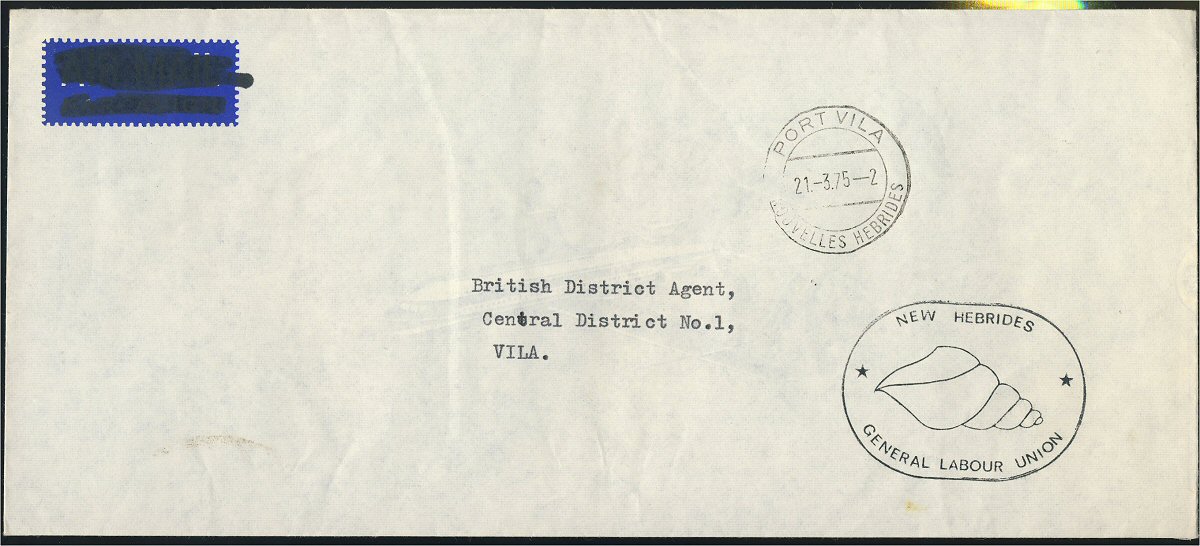 PORT VILA
21.-3.75—2
NOUVELLES HEBRIDES
British District Agent,
Central District No.1,
VILA.
NEW HEBRIDES
GENERAL LABOUR UNION